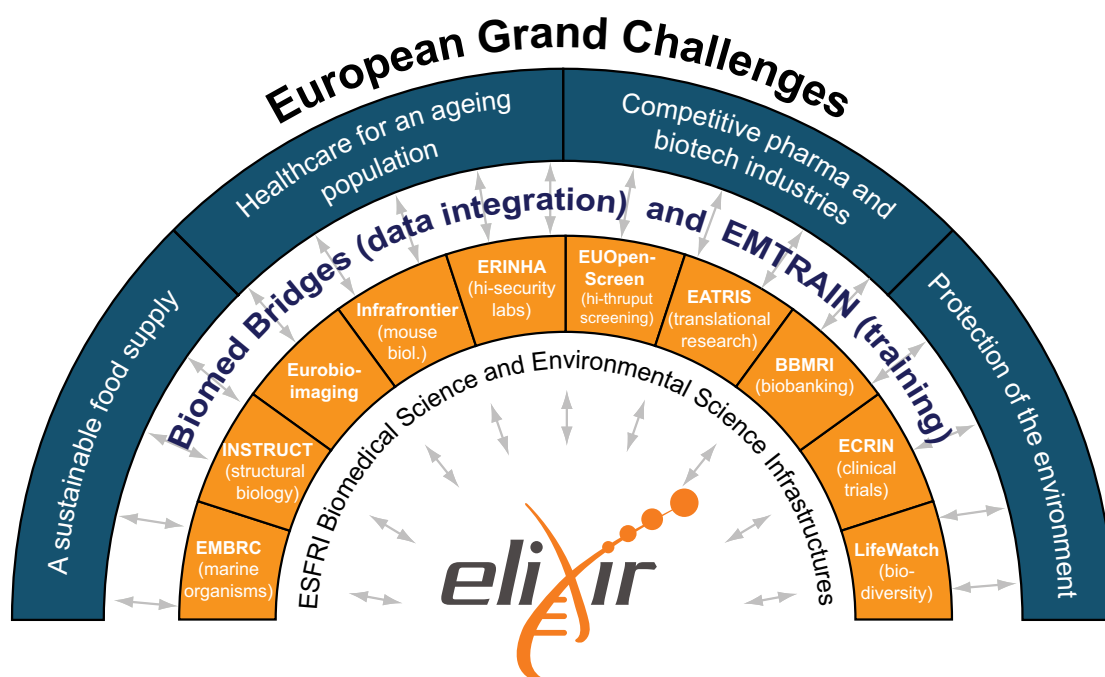 European Grand Challenges
A sustainable food supply
Healthcare for an ageing
population
Competitive pharma and
biotech industries
Protection of the environment
Biomed Bridges (data integration) and EMTRAIN (training)
EMBRC
(marine
organisms)
INSTRUCT
(structural
biology)
Eurobio-
imaging
Infrafrontier
(mouse
biol.)
ERINHA
(hi-security
labs)
EUOpen-
Screen
(hi-thruput
screening)
EATRIS
(translational
research)
BBMRI
(biobanking)
ECRIN
(clinical
trials)
LifeWatch
(bio-
diversity)
ESFRI Biomedical Science and Environmental Science Infrastructures
elixir